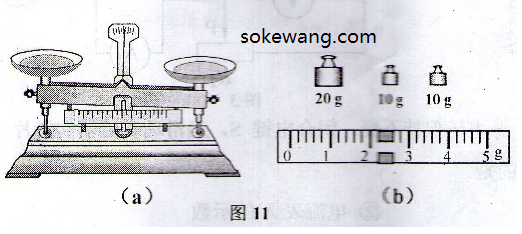 sokewang.com
20 g 10 g 10 g
0 1 2 3 4 5 g
(a) (b)
图 11